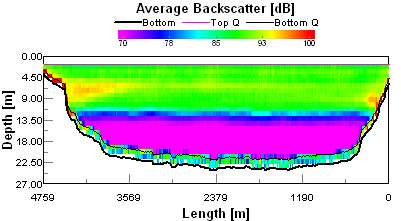 Average Backscatter [dB]
Bottom Top Q Bottom Q
70 78 85 93 100
0.00
4.50
9.00
13.50
18.00
22.50
27.00
Depth [m]
4759 3569 2379 1190 0
Length [m]